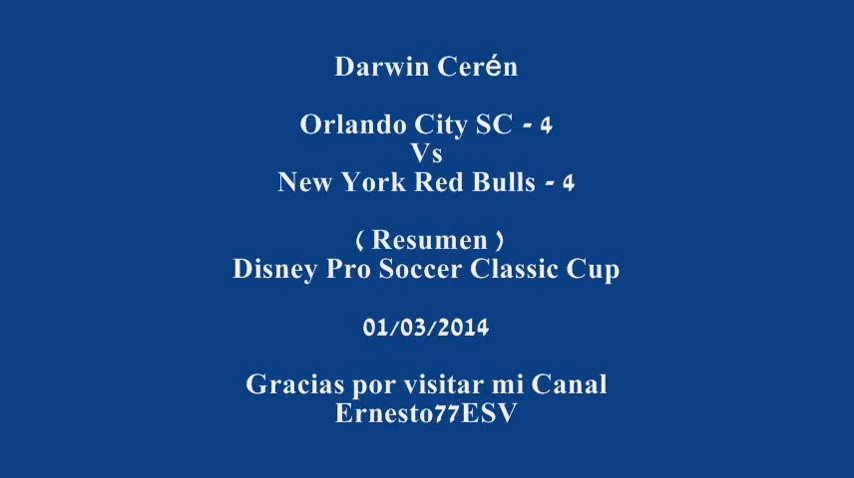 Darwin Cerén
Orlando City SC - 4
Vs
New York Red Bulls - 4
( Resumen )
Disney Pro Soccer Classic Cup
01/03/2014
Gracias por visitar mi Canal
Ernesto77ESV